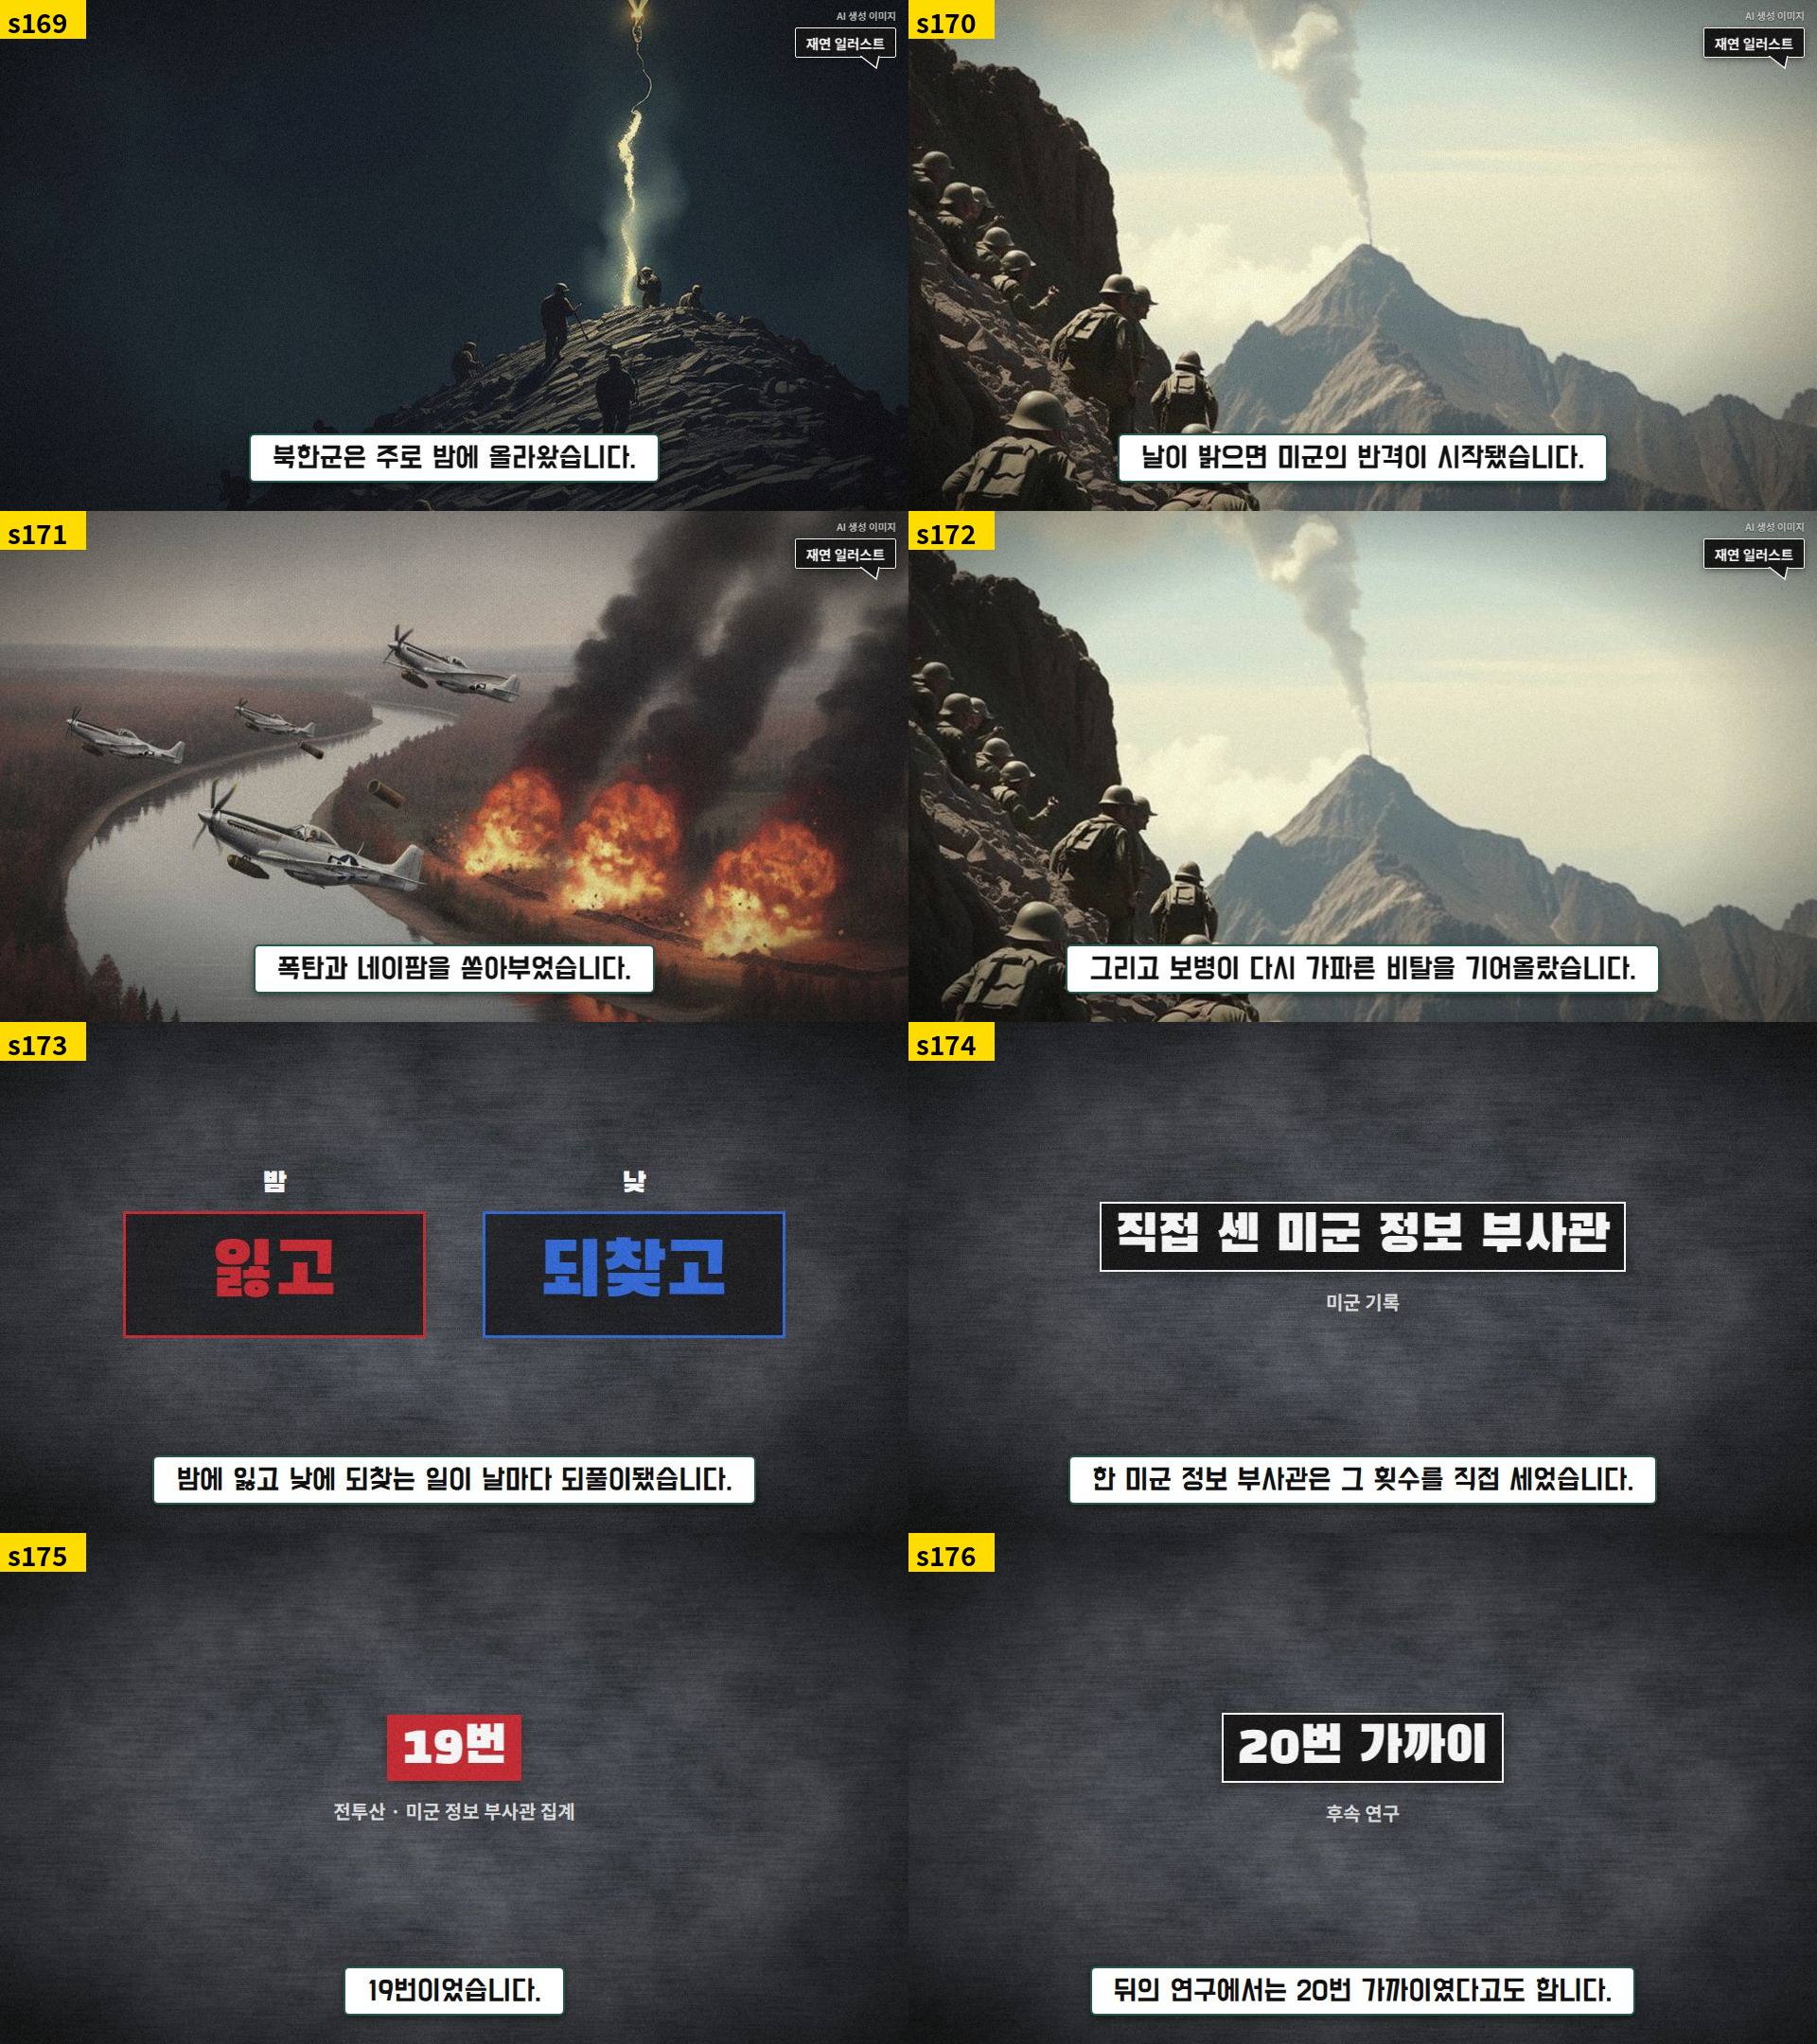 s169
AI 생성 이미지
재연 일러스트
북한군은 주로 밤에 올라왔습니다.
s170
AI 생성 이미지
재연 일러스트
날이 밝으면 미군의 반격이 시작됐습니다.
s171
AI 생성 이미지
재연 일러스트
폭탄과 네이팜을 쏟아부었습니다.
s172
AI 생성 이미지
재연 일러스트
그리고 보병이 다시 가파른 비탈을 기어올랐습니다.
s173
밤
낮
잃고
되찾고
밤에 잃고 낮에 되찾는 일이 날마다 되풀이됐습니다.
s174
직접 센 미군 정보 부사관
미군 기록
한 미군 정보 부사관은 그 횟수를 직접 세었습니다.
s175
19번
전투산 · 미군 정보 부사관 집계
19번이었습니다.
s176
20번 가까이
후속 연구
뒤의 연구에서는 20번 가까이였다고도 합니다.